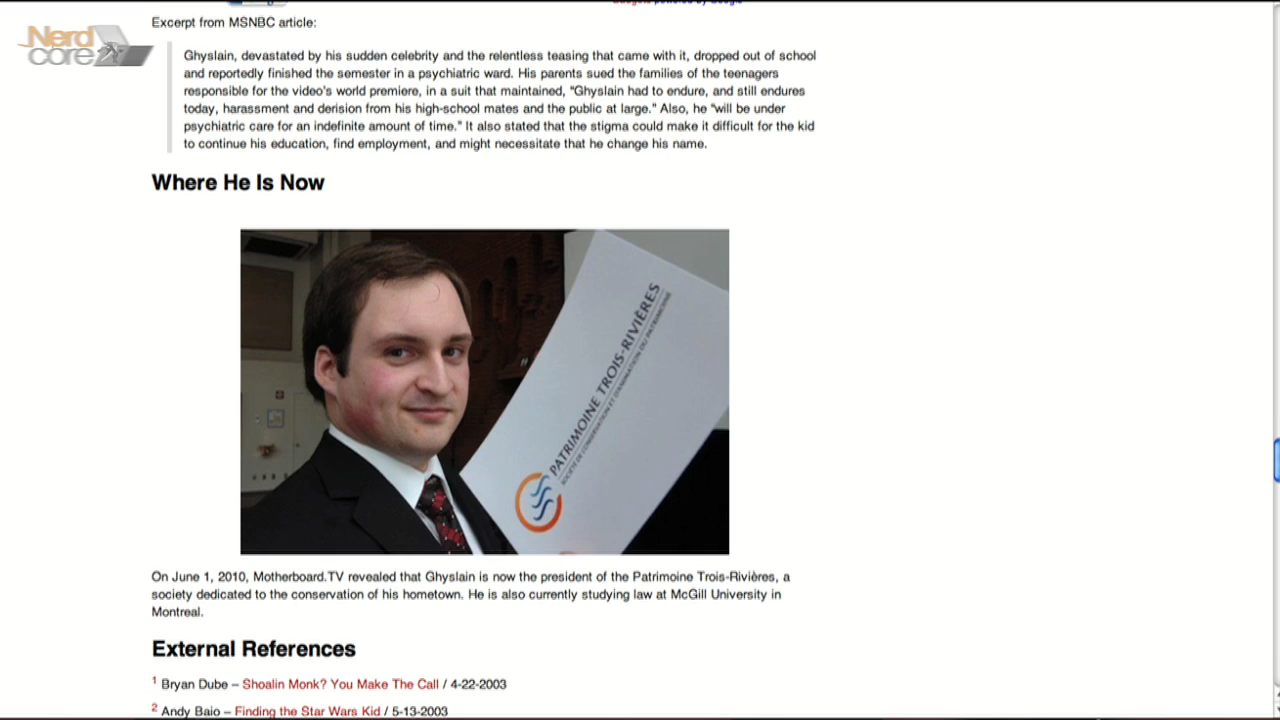 Excerpt from MSNBC article:
Nerd
core
Ghyslain, devastated by his sudden celebrity and the relentless teasing that came with it, dropped out of school
and reportedly finished the semester in a psychiatric ward. His parents sued the families of the teenagers
responsible for the video's world premiere, in a suit that maintained, "Ghyslain had to endure, and still endures
today, harassment and derision from his high-school mates and the public at large." Also, he "will be under
psychiatric care for an indefinite amount of time." It also stated that the stigma could make it difficult for the kid
to continue his education, find employment, and might necessitate that he change his name.
Where He Is Now
PATRIMOINE TROIS-RIVIÈRES
SOCIÉTÉ DE CONSERVATION ET D'ANIMATION DU PATRIMOINE
On June 1, 2010, Motherboard.TV revealed that Ghyslain is now the president of the Patrimoine Trois-Rivières, a
society dedicated to the conservation of his hometown. He is also currently studying law at McGill University in
Montreal.
External References
1 Bryan Dube – Shoalin Monk? You Make The Call / 4-22-2003
2 Andy Baio – Finding the Star Wars Kid / 5-13-2003